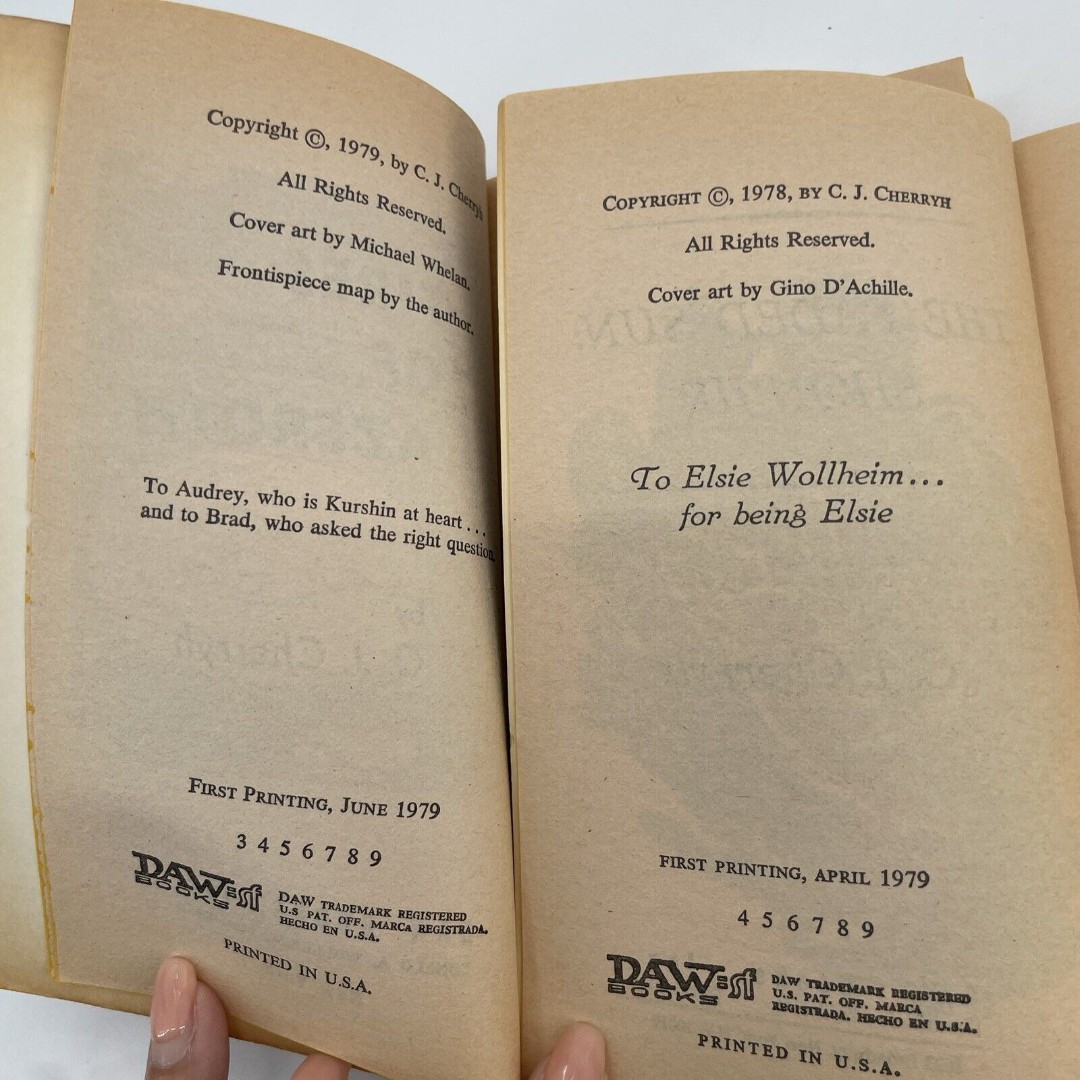 Copyright ©, 1979, by C. J. Cherryh
All Rights Reserved.
Cover art by Michael Whelan.
Frontispiece map by the author.
To Audrey, who is Kurshin at heart . . .
and to Brad, who asked the right question.
FIRST PRINTING, JUNE 1979
3 4 5 6 7 8 9
DAW sf
BOOKS
DAW TRADEMARK REGISTERED
U.S PAT. OFF. MARCA REGISTRADA.
HECHO EN U.S.A.
PRINTED IN U.S.A.
COPYRIGHT ©, 1978, BY C. J. CHERRYH
All Rights Reserved.
Cover art by Gino D'Achille.
To Elsie Wollheim...
for being Elsie
FIRST PRINTING, APRIL 1979
4 5 6 7 8 9
DAW sf
BOOKS
DAW TRADEMARK REGISTERED
U.S. PAT. OFF. MARCA
REGISTRADA. HECHO EN U.S.A.
PRINTED IN U.S.A.